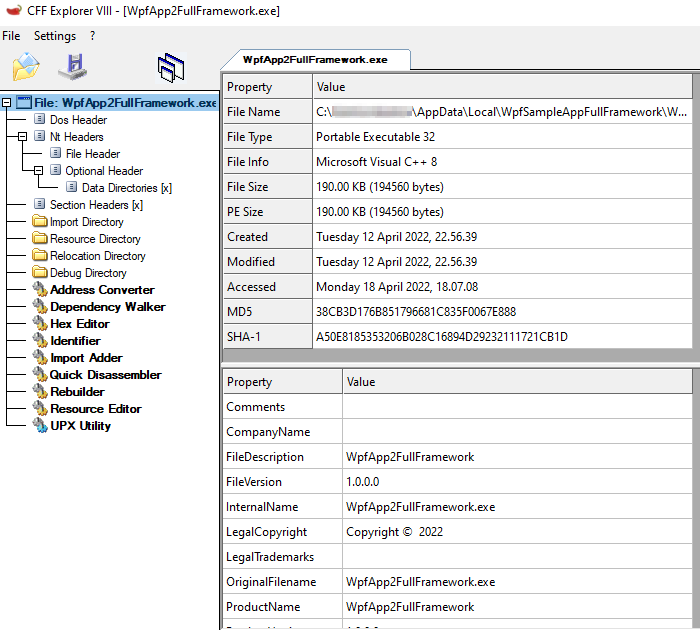 CFF Explorer VIII - [WpfApp2FullFramework.exe]
File Settings ?
WpfApp2FullFramework.exe
File: WpfApp2FullFramework.exe
Dos Header
Nt Headers
File Header
Optional Header
Data Directories [x]
Section Headers [x]
Import Directory
Resource Directory
Relocation Directory
Debug Directory
Address Converter
Dependency Walker
Hex Editor
Identifier
Import Adder
Quick Disassembler
Rebuilder
Resource Editor
UPX Utility
Property Value
File Name C:\ \AppData\Local\WpfSampleAppFullFramework\W...
File Type Portable Executable 32
File Info Microsoft Visual C++ 8
File Size 190.00 KB (194560 bytes)
PE Size 190.00 KB (194560 bytes)
Created Tuesday 12 April 2022, 22.56.39
Modified Tuesday 12 April 2022, 22.56.39
Accessed Monday 18 April 2022, 18.07.08
MD5 38CB3D176B851796681C835F0067E888
SHA-1 A50E8185353206B028C16894D29232111721CB1D
Property Value
Comments
CompanyName
FileDescription WpfApp2FullFramework
FileVersion 1.0.0.0
InternalName WpfApp2FullFramework.exe
LegalCopyright Copyright © 2022
LegalTrademarks
OriginalFilename WpfApp2FullFramework.exe
ProductName WpfApp2FullFramework